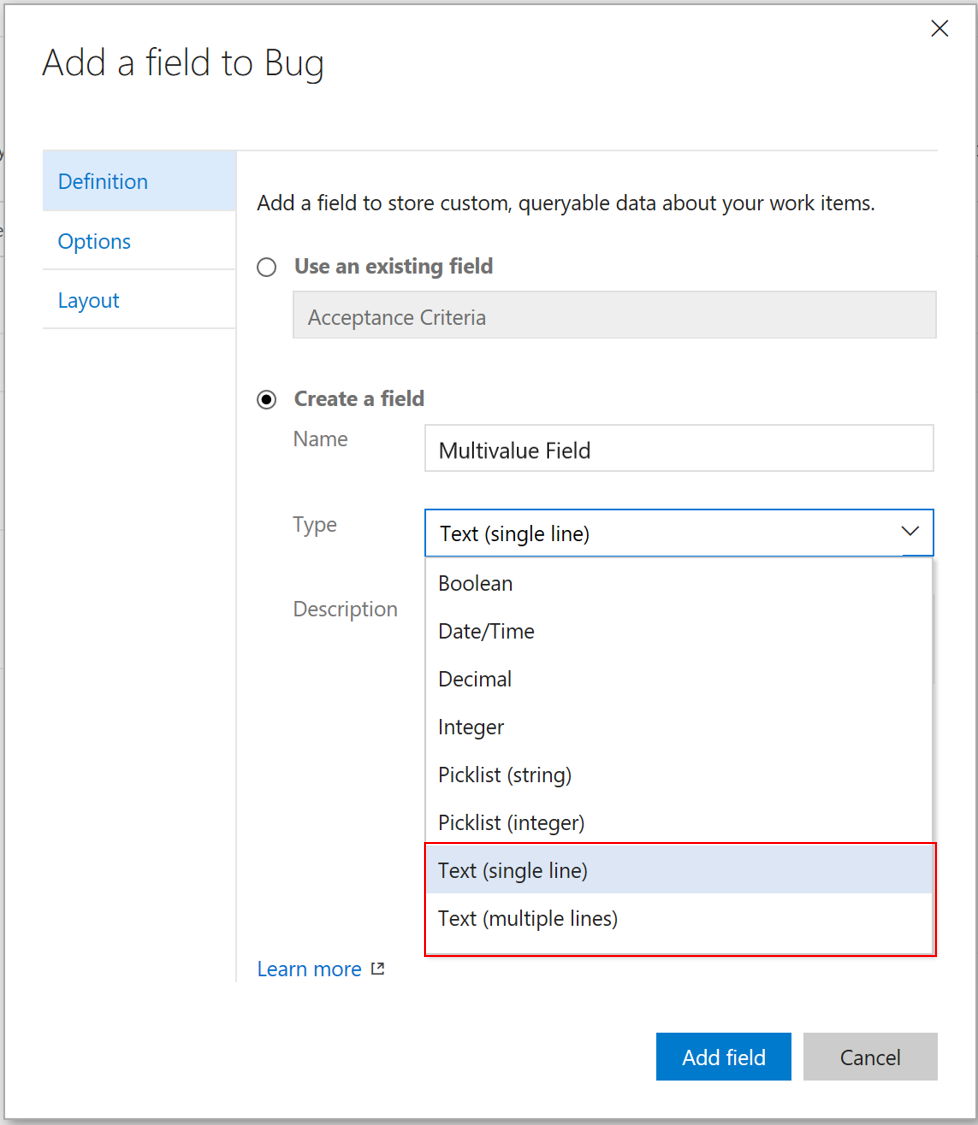 Add a field to Bug
Definition
Options
Layout
Add a field to store custom, queryable data about your work items.
Use an existing field
Acceptance Criteria
Create a field
Name
Multivalue Field
Type
Text (single line)
Description
Boolean
Date/Time
Decimal
Integer
Picklist (string)
Picklist (integer)
Text (single line)
Text (multiple lines)
Learn more
Add field
Cancel